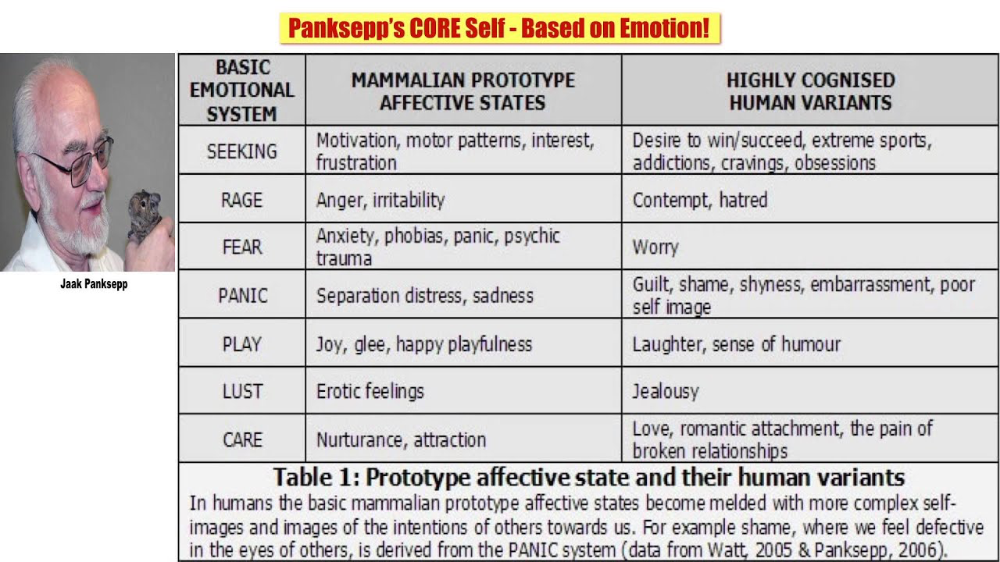 Panksepp's CORE Self - Based on Emotion!
Jaak Panksepp
BASIC
EMOTIONAL
SYSTEM
MAMMALIAN PROTOTYPE
AFFECTIVE STATES
HIGHLY COGNISED
HUMAN VARIANTS
SEEKING
Motivation, motor patterns, interest,
frustration
Desire to win/succeed, extreme sports,
addictions, cravings, obsessions
RAGE
Anger, irritability
Contempt, hatred
FEAR
Anxiety, phobias, panic, psychic
trauma
Worry
PANIC
Separation distress, sadness
Guilt, shame, shyness, embarrassment, poor
self image
PLAY
Joy, glee, happy playfulness
Laughter, sense of humour
LUST
Erotic feelings
Jealousy
CARE
Nurturance, attraction
Love, romantic attachment, the pain of
broken relationships
Table 1: Prototype affective state and their human variants
In humans the basic mammalian prototype affective states become melded with more complex self-
images and images of the intentions of others towards us. For example shame, where we feel defective
in the eyes of others, is derived from the PANIC system (data from Watt, 2005 & Panksepp, 2006).